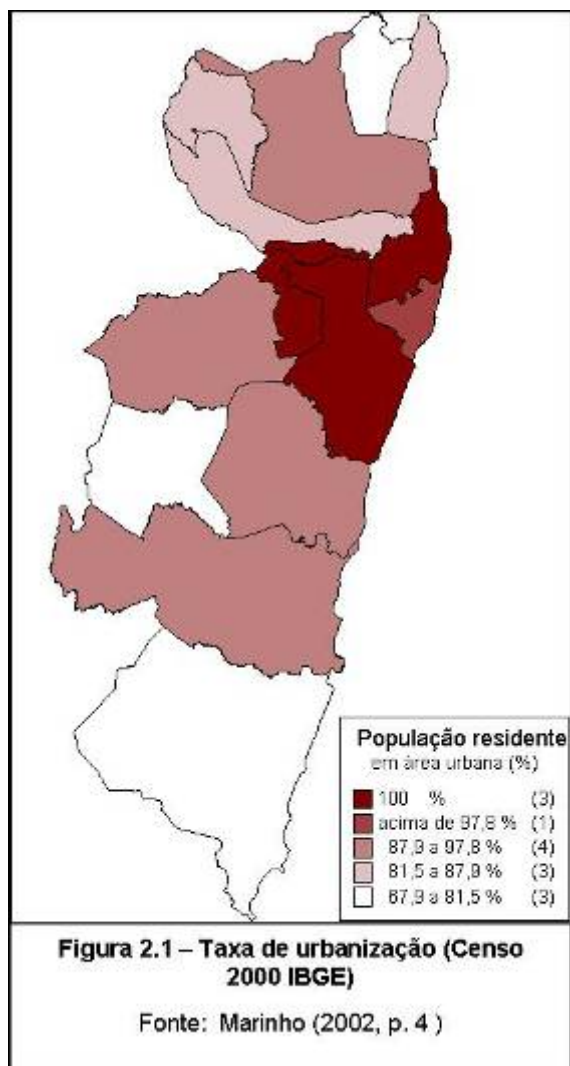 População residente
em área urbana (%)
100 % (3)
acima de 97,8 % (1)
87,9 a 97,8 % (4)
81,5 a 87,9 % (3)
67,9 a 81,5 % (3)
Figura 2.1 – Taxa de urbanização (Censo
2000 IBGE)
Fonte: Marinho (2002, p. 4 )